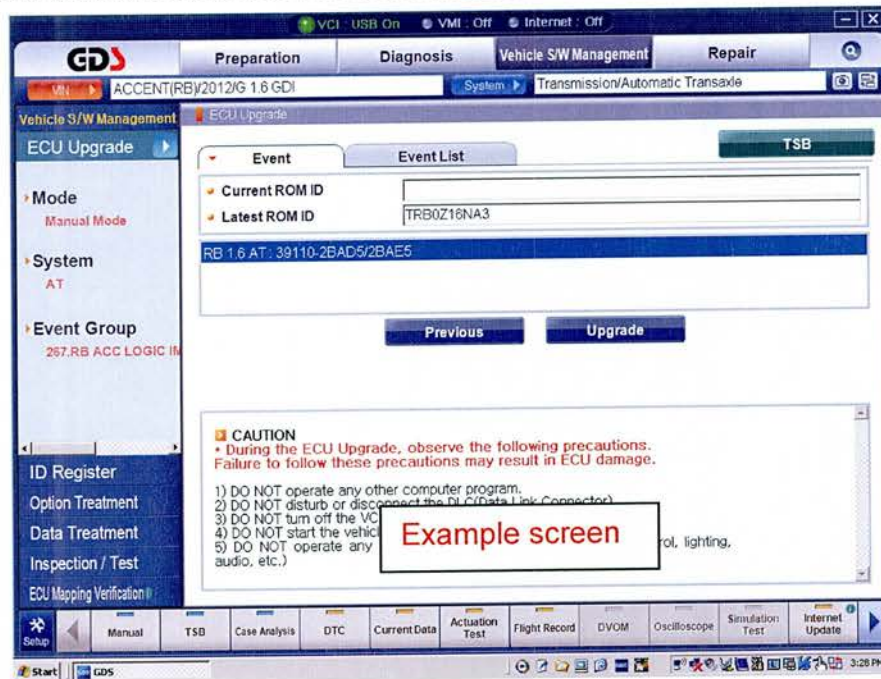 VCI : USB On VMI : Off Internet : Off
GDS Preparation Diagnosis Vehicle S/W Management Repair
VIN ACCENT(RB)/2012/G 1.6 GDI System Transmission/Automatic Transaxle
Vehicle S/W Management
ECU Upgrade
ECU Upgrade
TSB
Event Event List
Current ROM ID
Latest ROM ID TRB0Z16NA3
RB 1.6 AT : 39110-2BAD5/2BAE5
Mode
Manual Mode
System
AT
Event Group
267.RB ACC LOGIC IM
Previous Upgrade
CAUTION
• During the ECU Upgrade, observe the following precautions.
Failure to follow these precautions may result in ECU damage.
1) DO NOT operate any other computer program.
2) DO NOT disturb or disconnect the DLC(Data Link Connector)
3) DO NOT turn off the VC
4) DO NOT start the vehicl
5) DO NOT operate any rol, lighting,
audio, etc.)
Example screen
ID Register
Option Treatment
Data Treatment
Inspection / Test
ECU Mapping Verification
Setup Manual TSB Case Analysis DTC Current Data Actuation Test Flight Record DVOM Oscilloscope Simulation Test Internet Update
Start GDS 3:28 PM